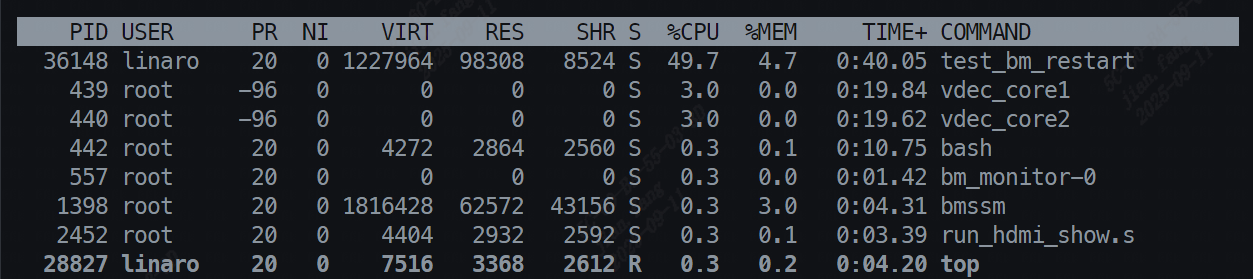 PID USER PR NI VIRT RES SHR S %CPU %MEM TIME+ COMMAND
36148 linaro 20 0 1227964 98308 8524 S 49.7 4.7 0:40.05 test_bm_restart
439 root -96 0 0 0 0 S 3.0 0.0 0:19.84 vdec_core1
440 root -96 0 0 0 0 S 3.0 0.0 0:19.62 vdec_core2
442 root 20 0 4272 2864 2560 S 0.3 0.1 0:10.75 bash
557 root 20 0 0 0 0 S 0.3 0.0 0:01.42 bm_monitor-0
1398 root 20 0 1816428 62572 43156 S 0.3 3.0 0:04.31 bmssm
2452 root 20 0 4404 2932 2592 S 0.3 0.1 0:03.39 run_hdmi_show.s
28827 linaro 20 0 7516 3368 2612 R 0.3 0.2 0:04.20 top